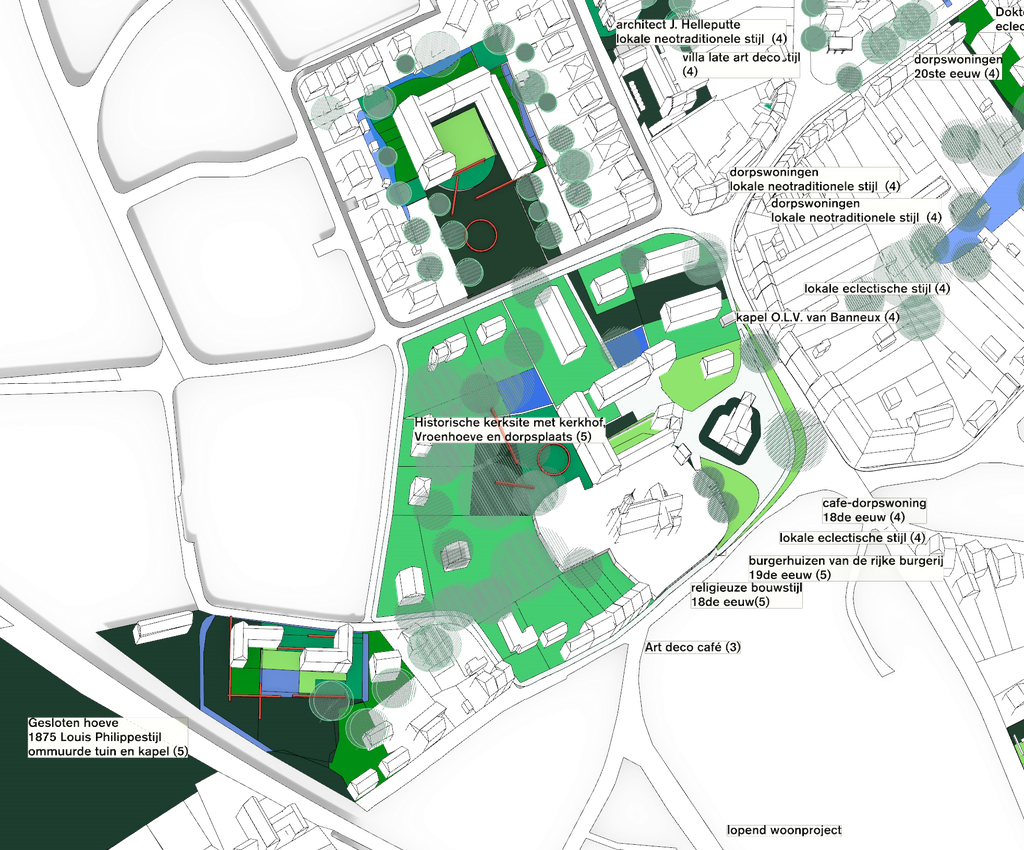 architect J. Helleputte
lokale neotraditionele stijl (4)
villa late art deco stijl
(4)
dorpswoningen
20ste eeuw (4)
dorpswoningen
lokale neotraditionele stijl (4)
dorpswoningen
lokale neotraditionele stijl (4)
lokale eclectische stijl (4)
kapel O.L.V. van Banneux (4)
Historische kerksite met kerkhof,
Vroenhoeve en dorpsplaats (5)
cafe-dorpswoning
18de eeuw (4)
lokale eclectische stijl (4)
burgerhuizen van de rijke burgerij
19de eeuw (5)
religieuze bouwstijl
18de eeuw(5)
Art deco café (3)
Gesloten hoeve
1875 Louis Philippestijl
ommuurde tuin en kapel (5)
lopend woonproject